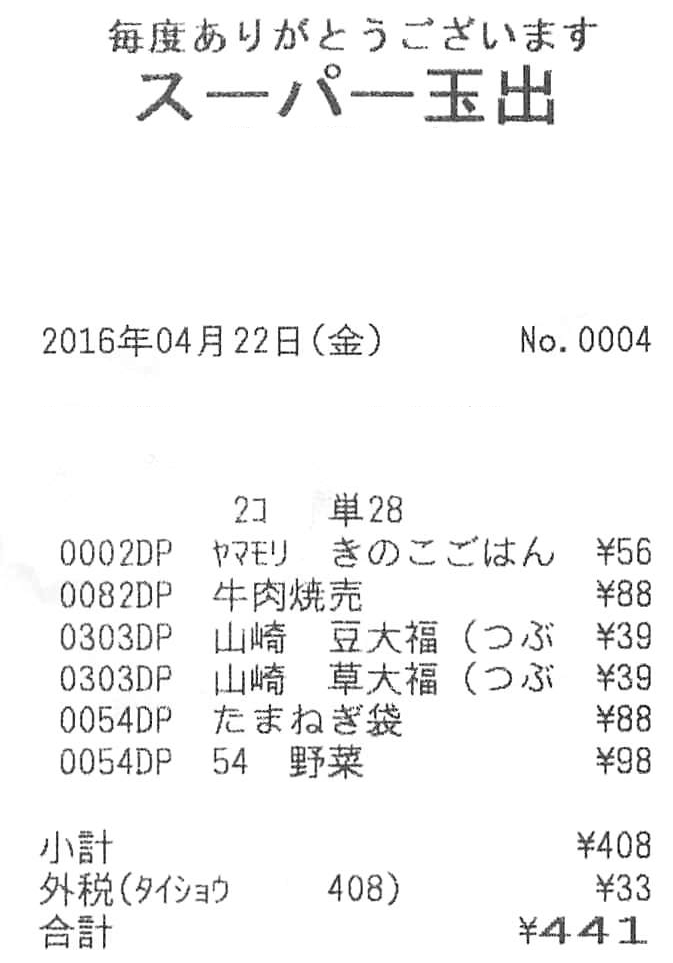 毎度ありがとうございます
スーパー玉出
2016年04月22日(金) No.0004
2コ 単28
0002DP ヤマモリ きのこごはん ¥56
0082DP 牛肉焼売 ¥88
0303DP 山崎 豆大福(つぶ ¥39
0303DP 山崎 草大福(つぶ ¥39
0054DP たまねぎ袋 ¥88
0054DP 54 野菜 ¥98
小計 ¥408
外税(タイショウ 408) ¥33
合計 ¥441